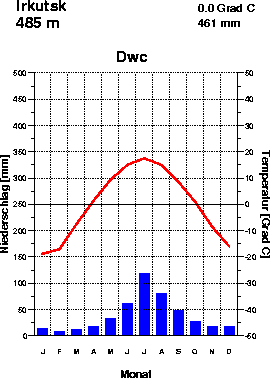 Irkutsk
485 m
0.0 Grad C
461 mm
Dwc
500
450
400
350
300
250
200
150
100
50
0
Niederschlag [mm]
50
40
30
20
10
0
-10
-20
-30
-40
-50
Temperatur [Grad C]
J F M A M J J A S O N D
Monat